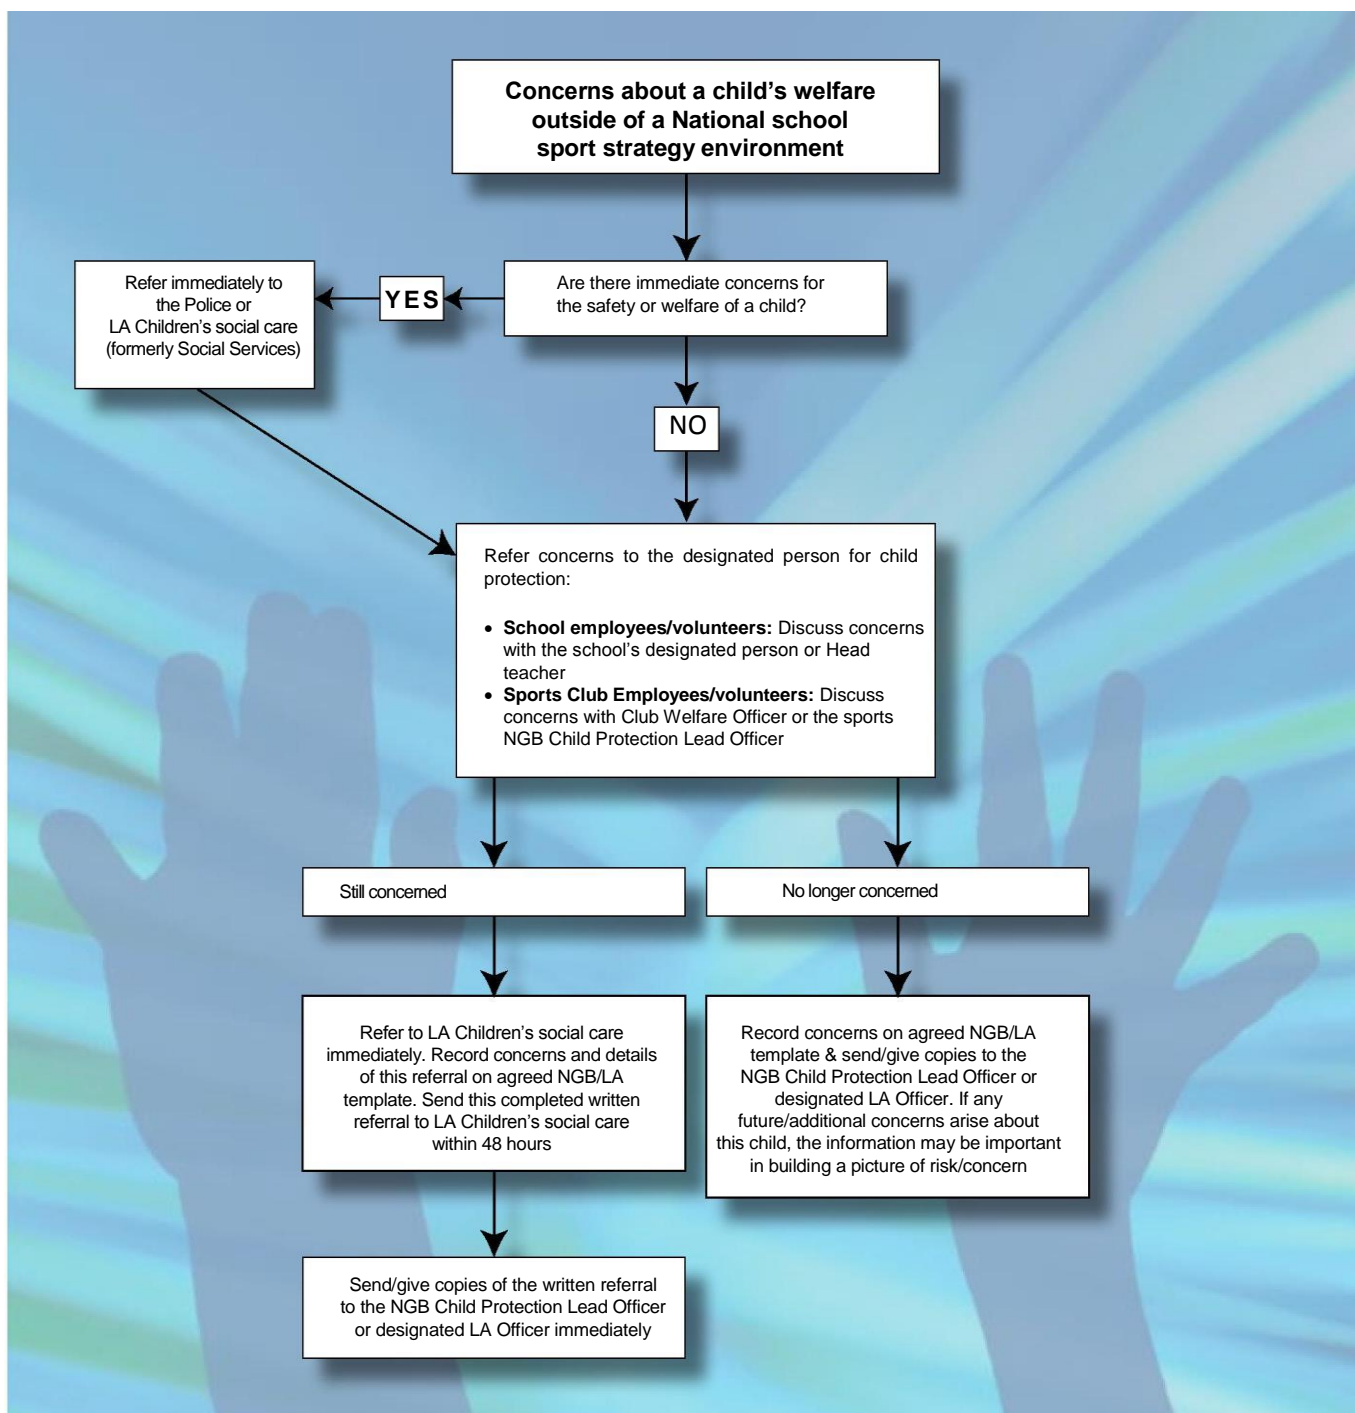 Concerns about a child’s welfare
outside of a National school
sport strategy environment
Refer immediately to
the Police or
LA Children’s social care
(formerly Social Services)
YES
Are there immediate concerns for
the safety or welfare of a child?
NO
Refer concerns to the designated person for child
protection:
• School employees/volunteers: Discuss concerns
with the school’s designated person or Head
teacher
• Sports Club Employees/volunteers: Discuss
concerns with Club Welfare Officer or the sports
NGB Child Protection Lead Officer
Still concerned
No longer concerned
Refer to LA Children’s social care
immediately. Record concerns and details
of this referral on agreed NGB/LA
template. Send this completed written
referral to LA Children’s social care
within 48 hours
Record concerns on agreed NGB/LA
template & send/give copies to the
NGB Child Protection Lead Officer or
designated LA Officer. If any
future/additional concerns arise about
this child, the information may be important
in building a picture of risk/concern
Send/give copies of the written referral
to the NGB Child Protection Lead Officer
or designated LA Officer immediately